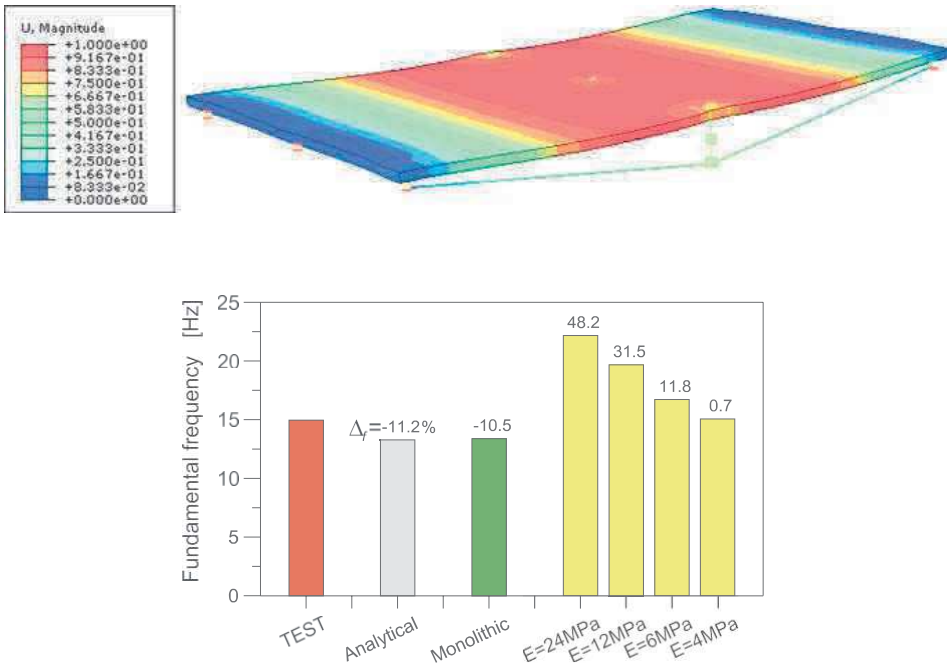 U, Magnitude
+1.000e+00
+9.167e-01
+8.333e-01
+7.500e-01
+6.667e-01
+5.833e-01
+5.000e-01
+4.167e-01
+3.333e-01
+2.500e-01
+1.667e-01
+8.333e-02
+0.000e+00
Fundamental frequency [Hz]
25
20
15
10
5
0
Δf=-11.2%
-10.5
48.2
31.5
11.8
0.7
TEST
Analytical
Monolithic
E=24MPa
E=12MPa
E=6MPa
E=4MPa